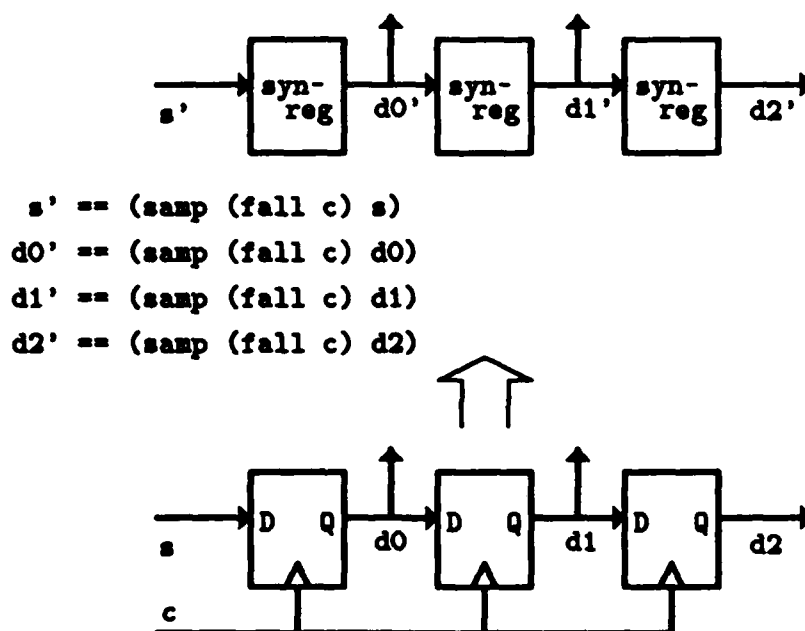 syn- syn- syn-
reg reg reg
s' d0' d1' d2'
s' == (samp (fall c) s)
d0' == (samp (fall c) d0)
d1' == (samp (fall c) d1)
d2' == (samp (fall c) d2)
D Q D Q D Q
s d0 d1 d2
c